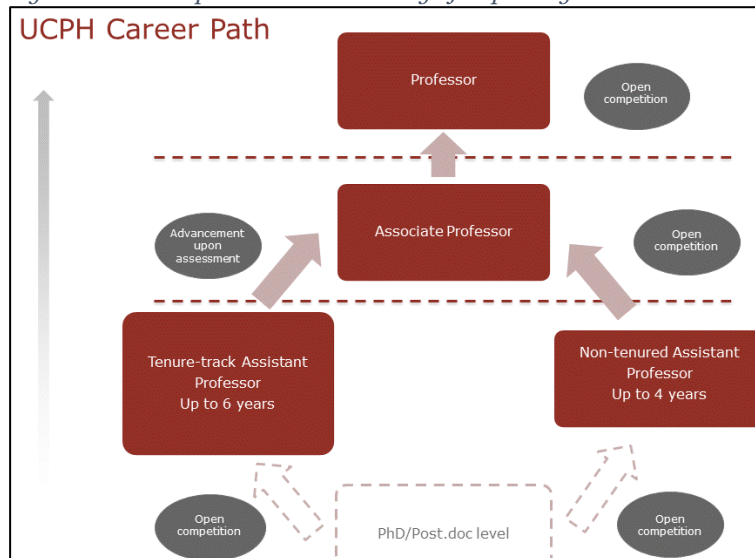 UCPH Career Path
Professor
Open
competition
Advancement
upon
assessment
Associate Professor
Open
competition
Tenure-track Assistant
Professor
Up to 6 years
Non-tenured Assistant
Professor
Up to 4 years
Open
competition
PhD/Post.doc level
Open
competition